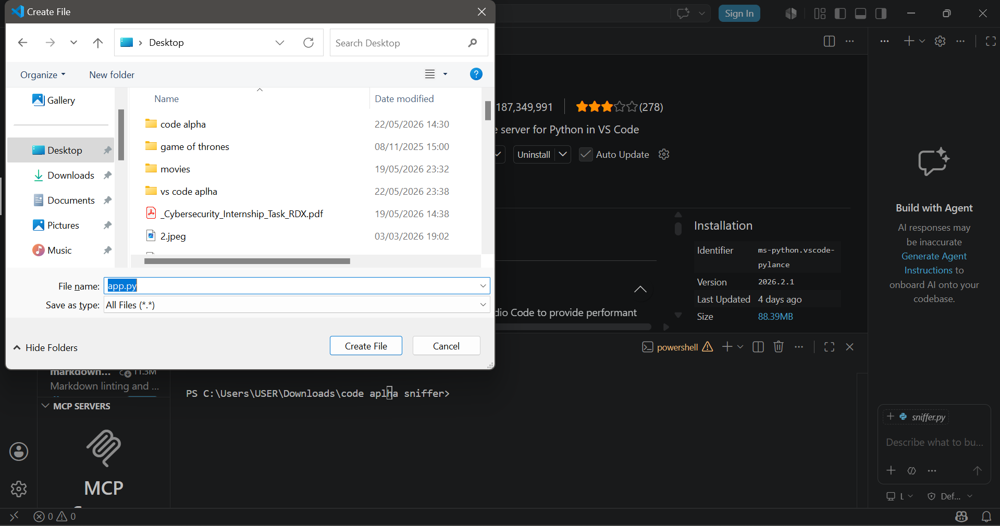 Create File
Sign In
Desktop
Search Desktop
Organize
New folder
Gallery
Name
Date modified
code alpha 22/05/2026 14:30
game of thrones 08/11/2025 15:00
movies 19/05/2026 23:32
vs code aplha 22/05/2026 23:38
_Cybersecurity_Internship_Task_RDX.pdf 19/05/2026 14:38
2.jpeg 03/03/2026 19:02
Desktop
Downloads
Documents
Pictures
Music
File name: app.py
Save as type: All Files (*.*)
Hide Folders
Create File
Cancel
187,349,991
(278)
server for Python in VS Code
Uninstall
Auto Update
Installation
Identifier ms-python.vscode-
pylance
Version 2026.2.1
Last Updated 4 days ago
Size 88.39MB
dio Code to provide performant
Build with Agent
AI responses may
be inaccurate
Generate Agent
Instructions to
onboard AI onto your
codebase.
powershell
PS C:\Users\USER\Downloads\code aplha sniffer>
markdown... 11.3M
Markdown linting and ...
MCP SERVERS
MCP
sniffer.py
Describe what to bu...
L
Def...
0
0